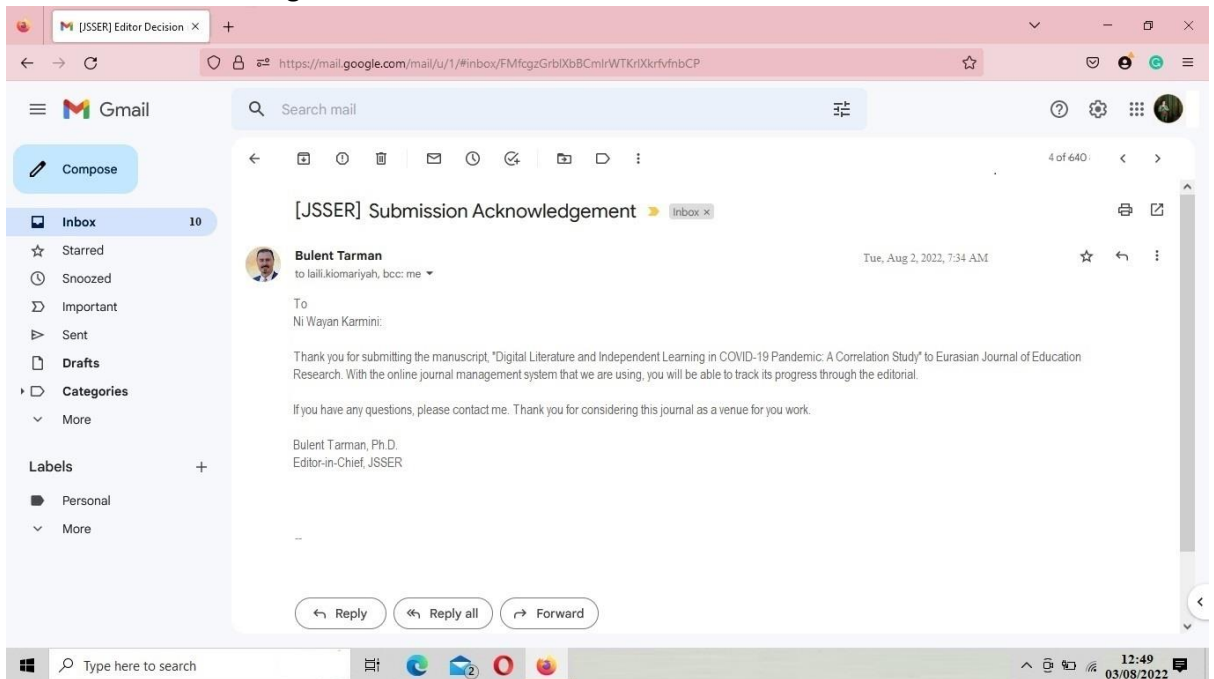 [JSSER] Editor Decision
https://mail.google.com/mail/u/1/#inbox/FMfcgzGrblXbBCmlrWTKrlXkrfvfnbCP
Gmail
Search mail
Compose
4 of 640
Inbox 10
Starred
Snoozed
Important
Sent
Drafts
Categories
More
Labels
Personal
More
[JSSER] Submission Acknowledgement Inbox ×
Bulent Tarman Tue, Aug 2, 2022, 7:34 AM
to laili.kiomariyah, bcc: me
To
Ni Wayan Karmini:
Thank you for submitting the manuscript, "Digital Literature and Independent Learning in COVID-19 Pandemic: A Correlation Study" to Eurasian Journal of Education
Research. With the online journal management system that we are using, you will be able to track its progress through the editorial.
If you have any questions, please contact me. Thank you for considering this journal as a venue for you work.
Bulent Tarman, Ph.D.
Editor-in-Chief, JSSER
--
Reply Reply all Forward
Type here to search
2
12:49
03/08/2022